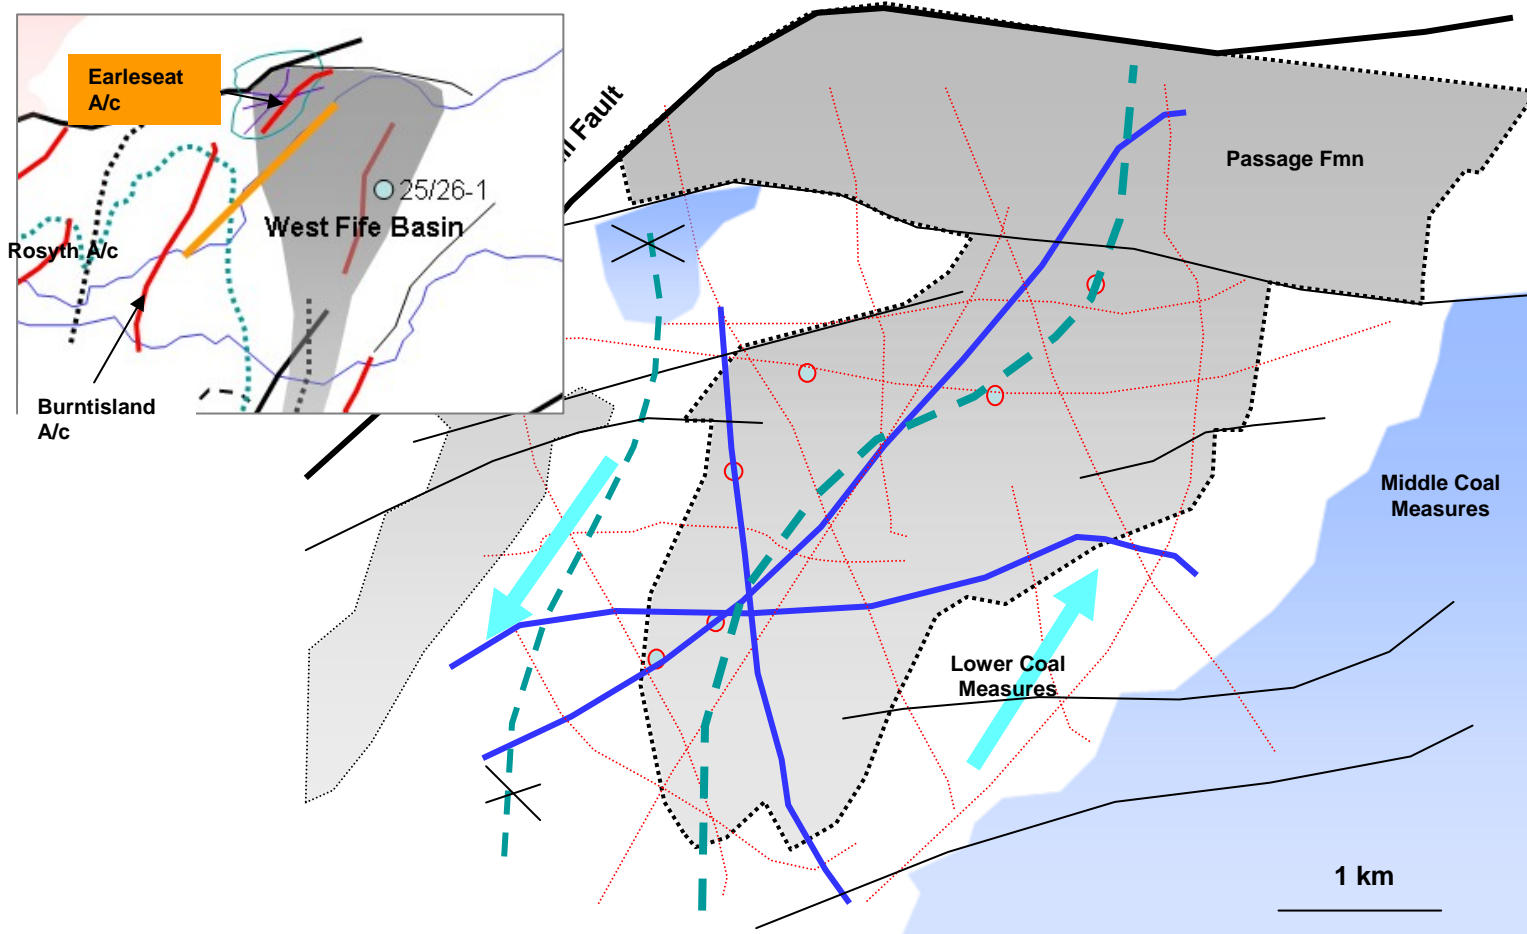 Earleseat
A/c
Fault
Passage Fmn
25/26-1
West Fife Basin
Rosyth A/c
Burntisland
A/c
Middle Coal
Measures
Lower Coal
Measures
1 km